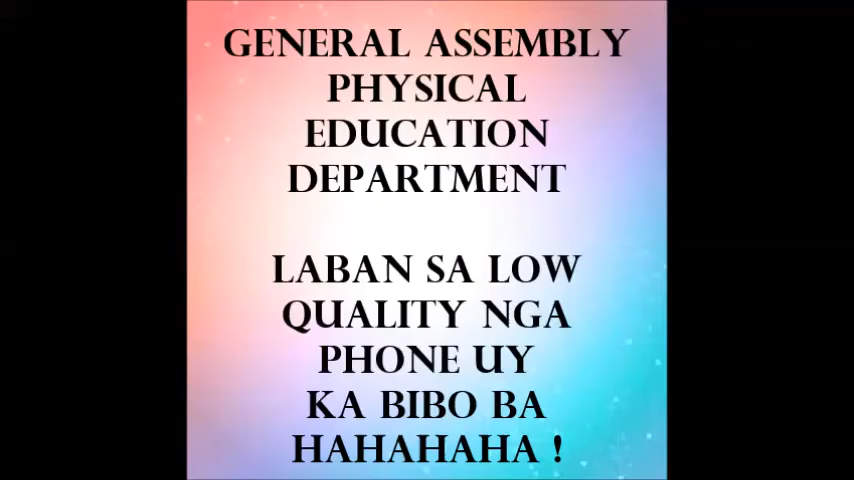 GENERAL ASSEMBLY
PHYSICAL
EDUCATION
DEPARTMENT
LABAN SA LOW
QUALITY NGA
PHONE UY
KA BIBO BA
HAHAHAHA !